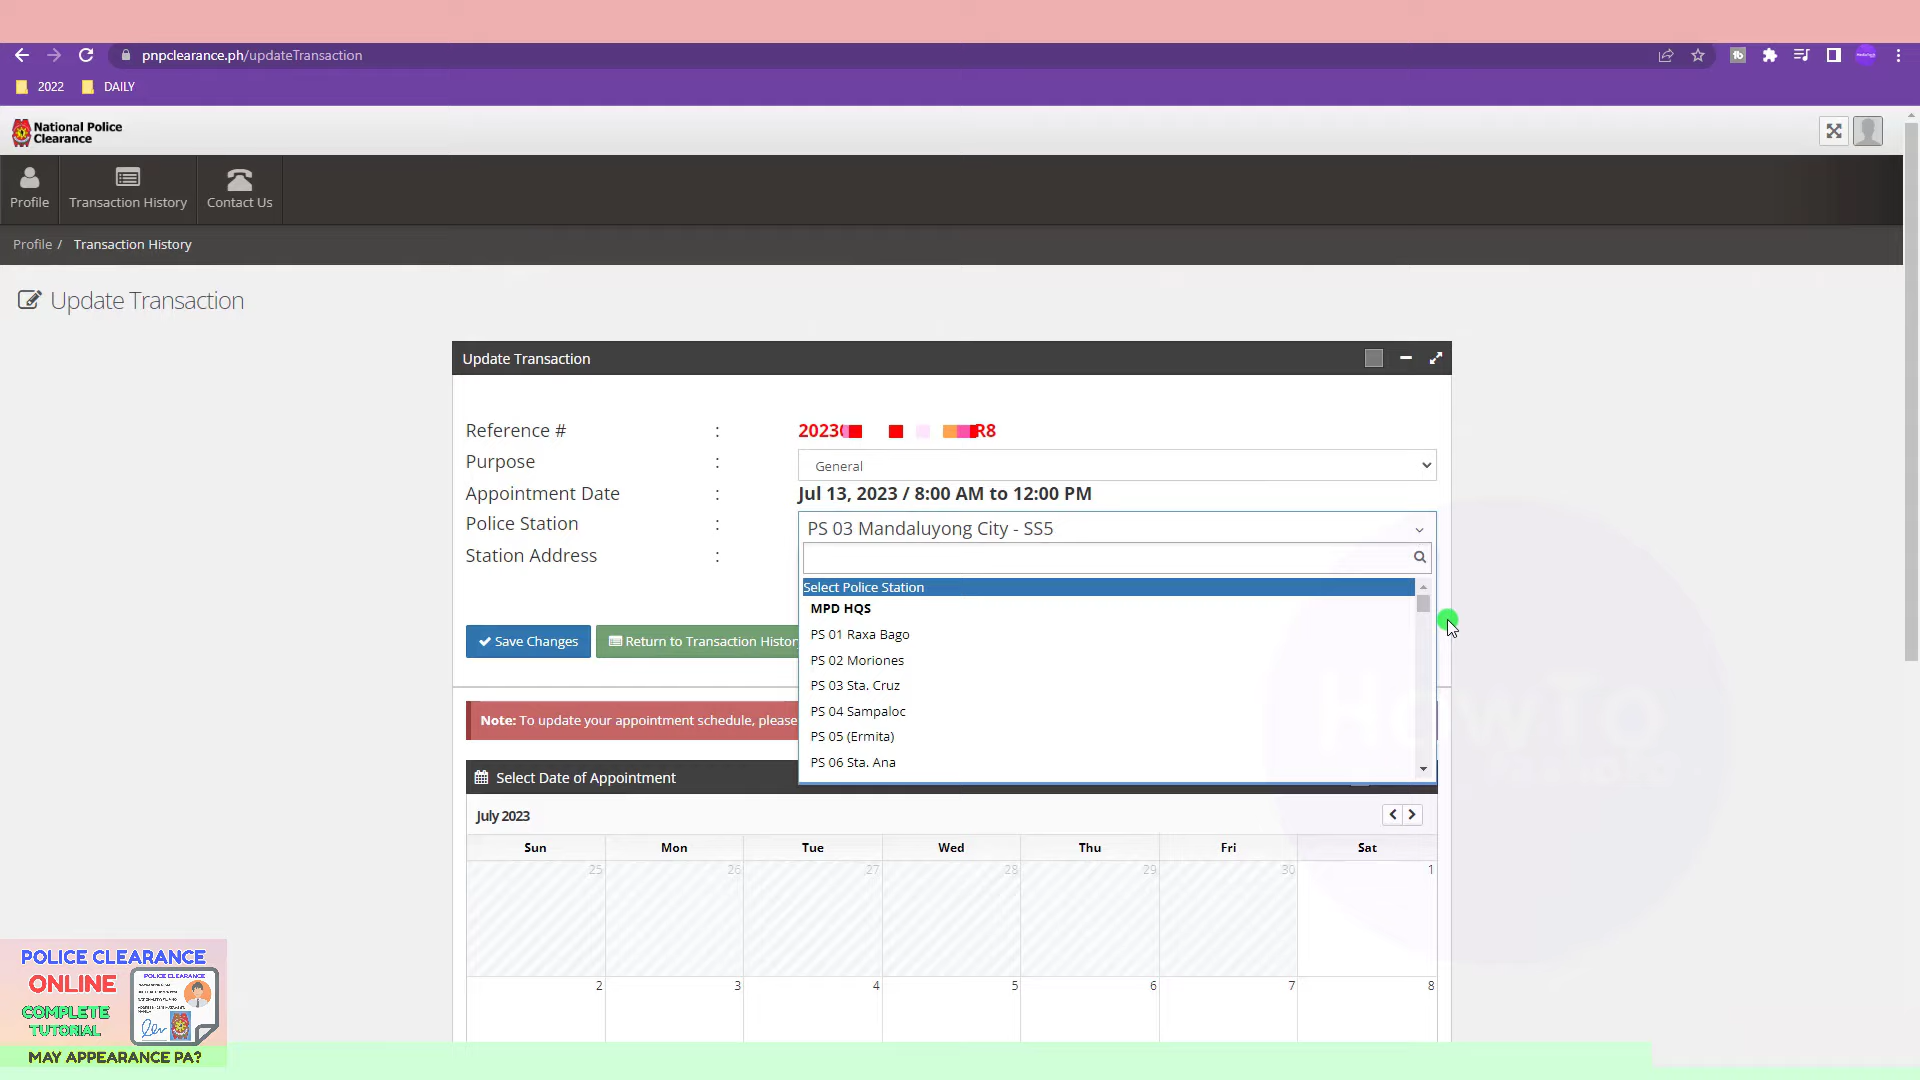 pnpclearance.ph/updateTransaction
2022 DAILY
National Police
Clearance
Profile Transaction History Contact Us
Profile / Transaction History
Update Transaction
Update Transaction
Reference # : 2023 R8
Purpose : General
Appointment Date : Jul 13, 2023 / 8:00 AM to 12:00 PM
Police Station : PS 03 Mandaluyong City - SS5
Station Address :
Select Police Station
MPD HQS
PS 01 Raxa Bago
PS 02 Moriones
PS 03 Sta. Cruz
PS 04 Sampaloc
PS 05 (Ermita)
PS 06 Sta. Ana
Save Changes Return to Transaction History
Note: To update your appointment schedule, please
Select Date of Appointment
July 2023
Sun Mon Tue Wed Thu Fri Sat
25 26 27 28 29 30 1
2 3 4 5 6 7 8
HowTo
POLICE CLEARANCE
ONLINE
COMPLETE
TUTORIAL
POLICE CLEARANCE
MAY APPEARANCE PA?